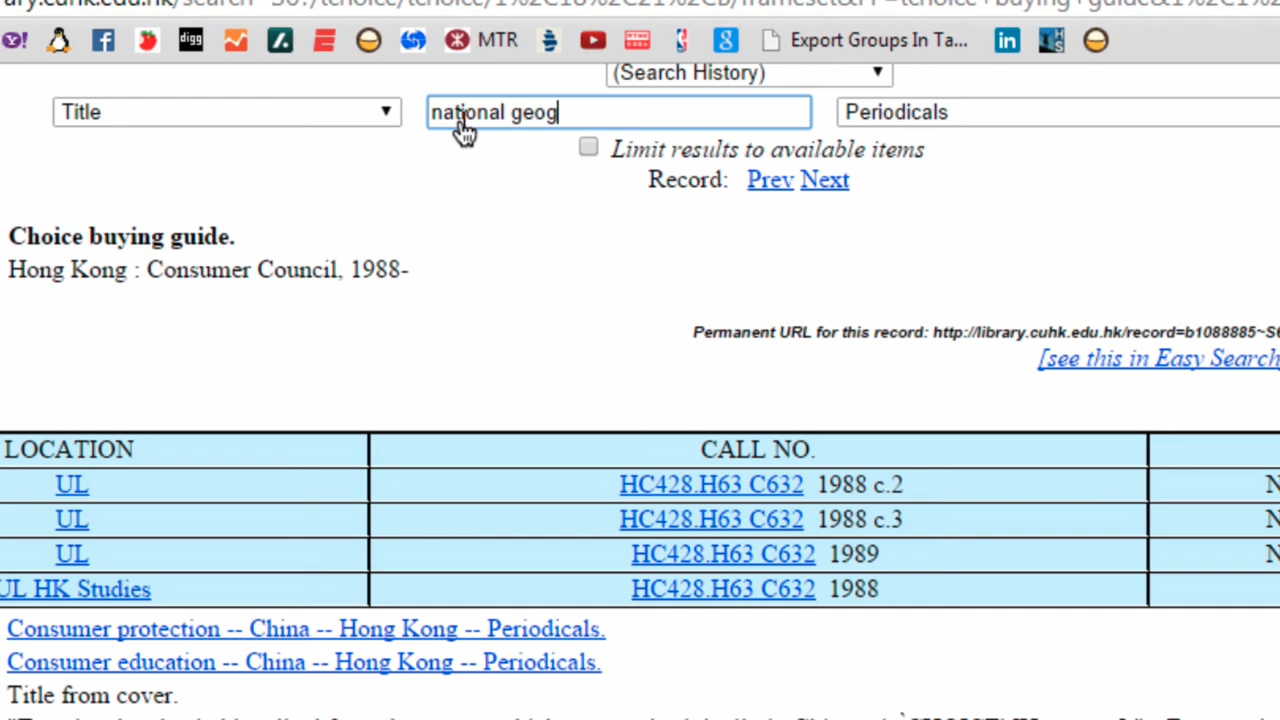 MTR
Export Groups In Ta...
(Search History)
Title
national geog
Periodicals
Limit results to available items
Record: Prev Next
Choice buying guide.
Hong Kong : Consumer Council, 1988-
Permanent URL for this record: http://library.cuhk.edu.hk/record=b1088885~S6
[see this in Easy Search
LOCATION CALL NO.
UL HC428.H63 C632 1988 c.2 N
UL HC428.H63 C632 1988 c.3 N
UL HC428.H63 C632 1989 N
UL HK Studies HC428.H63 C632 1988
Consumer protection -- China -- Hong Kong -- Periodicals.
Consumer education -- China -- Hong Kong -- Periodicals.
Title from cover.